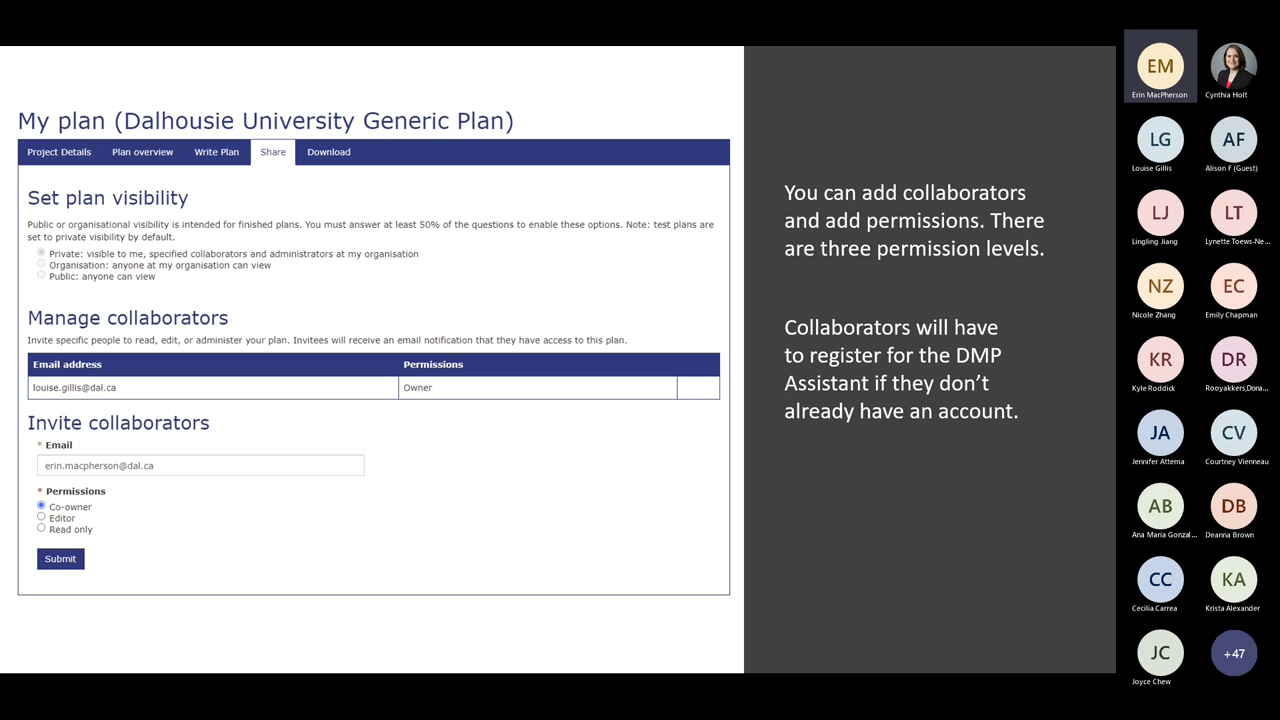 My plan (Dalhousie University Generic Plan)
Project Details Plan overview Write Plan Share Download
Set plan visibility
Public or organisational visibility is intended for finished plans. You must answer at least 50% of the questions to enable these options. Note: test plans are
set to private visibility by default.
Private: visible to me, specified collaborators and administrators at my organisation
Organisation: anyone at my organisation can view
Public: anyone can view
Manage collaborators
Invite specific people to read, edit, or administer your plan. Invitees will receive an email notification that they have access to this plan.
Email address Permissions
louise.gillis@dal.ca Owner
Invite collaborators
* Email
erin.macpherson@dal.ca
* Permissions
Co-owner
Editor
Read only
Submit
You can add collaborators
and add permissions. There
are three permission levels.
Collaborators will have
to register for the DMP
Assistant if they don't
already have an account.
EM
Erin MacPherson Cynthia Holt
LG AF
Louise Gillis Alison F (Guest)
LJ LT
Lingling Jiang Lynette Toews-Ne...
NZ EC
Nicole Zhang Emily Chapman
KR DR
Kyle Roddick Rooyakkers,Dona...
JA CV
Jennifer Attema Courtney Vienneau
AB DB
Ana Maria Gonzal... Deanna Brown
CC KA
Cecilia Carrea Krista Alexander
JC +47
Joyce Chew